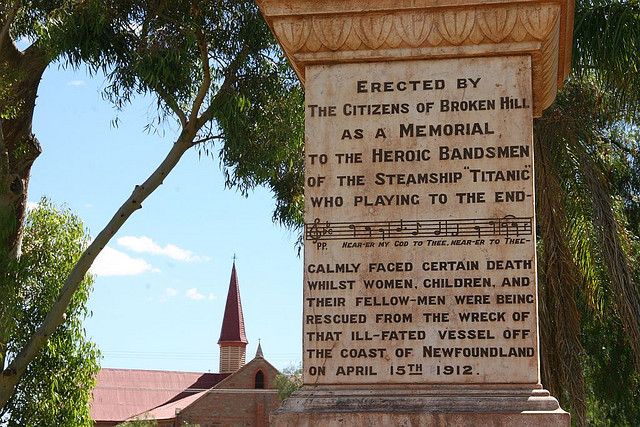 ERECTED BY
THE CITIZENS OF BROKEN HILL
AS A MEMORIAL
TO THE HEROIC BANDSMEN
OF THE STEAMSHIP "TITANIC"
WHO PLAYING TO THE END-
PP. NEAR-ER MY GOD TO THEE, NEAR-ER TO THEE-
CALMLY FACED CERTAIN DEATH
WHILST WOMEN, CHILDREN, AND
THEIR FELLOW-MEN WERE BEING
RESCUED FROM THE WRECK OF
THAT ILL-FATED VESSEL OFF
THE COAST OF NEWFOUNDLAND
ON APRIL 15TH 1912.